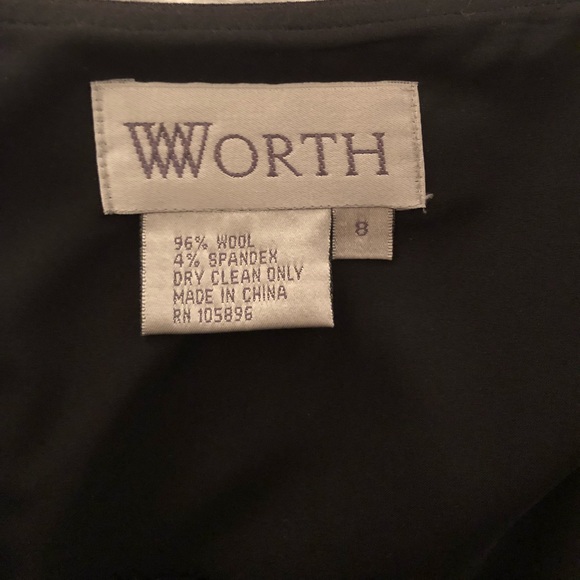 WORTH
8
96% WOOL
4% SPANDEX
DRY CLEAN ONLY
MADE IN CHINA
RN 105896